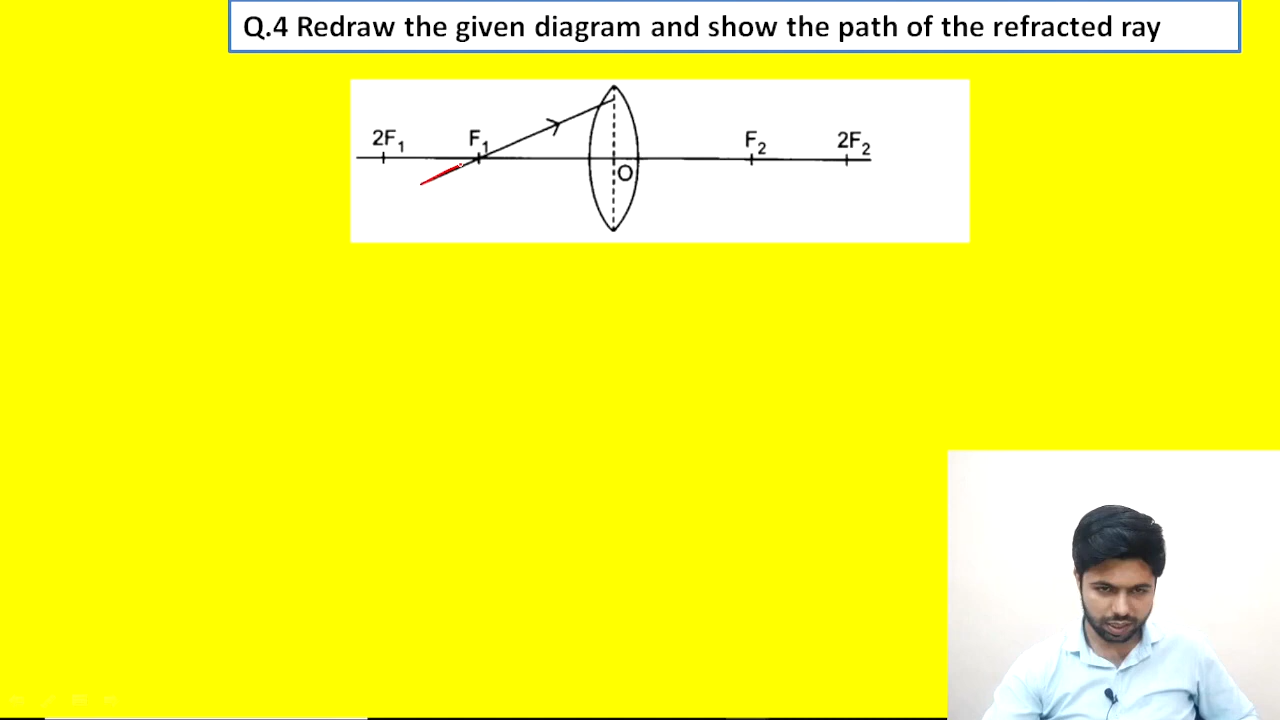 Q.4 Redraw the given diagram and show the path of the refracted ray
2F₁ F₁ F₂ 2F₂
O